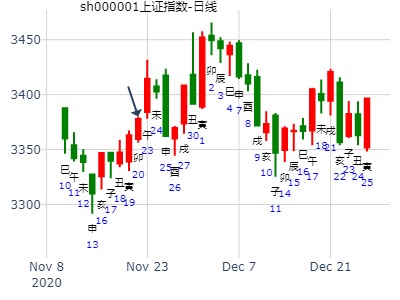 sh000001上证指数-日线
3450
3400
3350
3300
巳
10
午
11
未
12
申
13
亥
16
子
17
丑
18
寅
19
卯
20
午
23
未
24
申
25
酉
26
戌
27
丑
30
寅
1
卯
2
辰
3
巳
4
申
7
酉
8
戌
9
亥
10
子
11
卯
14
辰
15
巳
16
午
17
未
18
戌
21
亥
22
子
23
丑
24
寅
25
Nov 8
2020
Nov 23
Dec 7
Dec 21